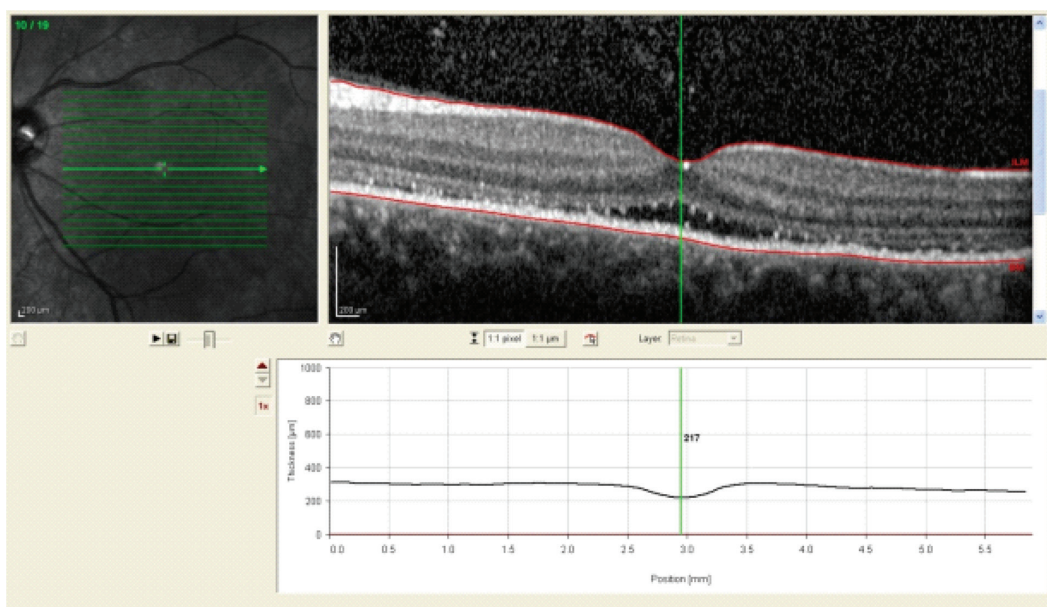 10 / 19
ILM
BM
200 µm
200 µm
1:1 pixel
1:1 µm
Layer: Retina
1x
Thickness [µm]
1000
800
600
400
200
0
217
0.0 0.5 1.0 1.5 2.0 2.5 3.0 3.5 4.0 4.5 5.0 5.5
Position [mm]